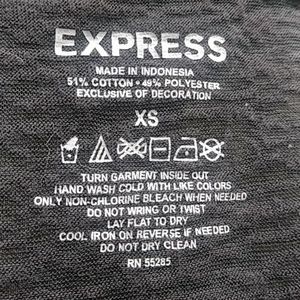 EXPRESS
MADE IN INDONESIA
51% COTTON • 49% POLYESTER
EXCLUSIVE OF DECORATION
XS
TURN GARMENT INSIDE OUT
HAND WASH COLD WITH LIKE COLORS
ONLY NON-CHLORINE BLEACH WHEN NEEDED
DO NOT WRING OR TWIST
LAY FLAT TO DRY
COOL IRON ON REVERSE IF NEEDED
DO NOT DRY CLEAN
RN 55285